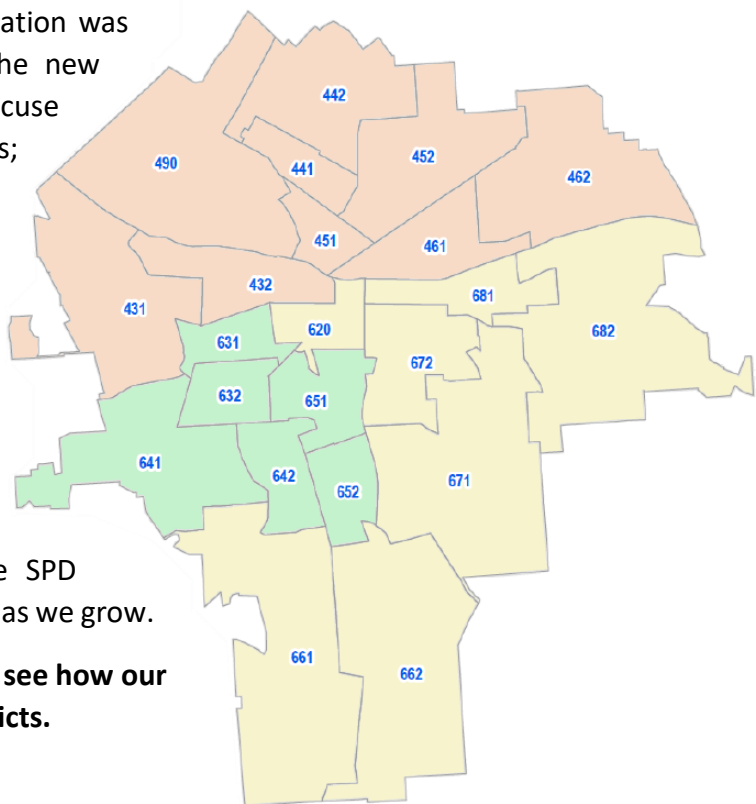 ation was
he new
cuse
s;
442
490
441
452
462
451
461
432
431
681
620
631
682
672
632
651
641
642
652
671
e SPD
as we grow.
661
662
see how our
icts.